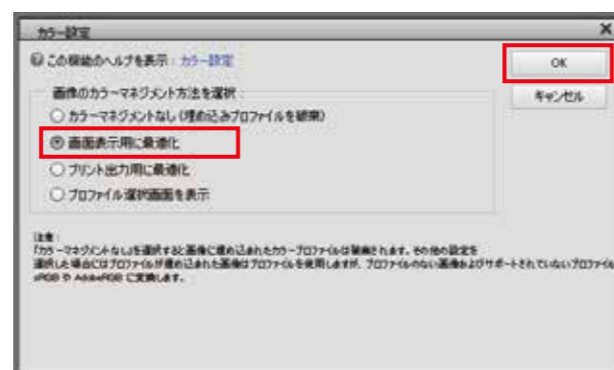 カラー設定
この機能のヘルプを表示 : カラー設定
OK
キャンセル
画像のカラーマネジメント方法を選択 :
カラーマネジメントなし (埋め込みプロファイルを破棄)
画面表示用に最適化
プリント出力用に最適化
プロファイル選択画面を表示
注意 :
「カラーマネジメントなし」を選択すると画像に埋め込まれたカラープロファイルは破棄されます。その他の設定を
選択した場合にはプロファイルが埋め込まれた画像はプロファイルを使用しますが、プロファイルのない画像およびサポートされていないプロファイル
sRGB や AdobeRGB に変換します。